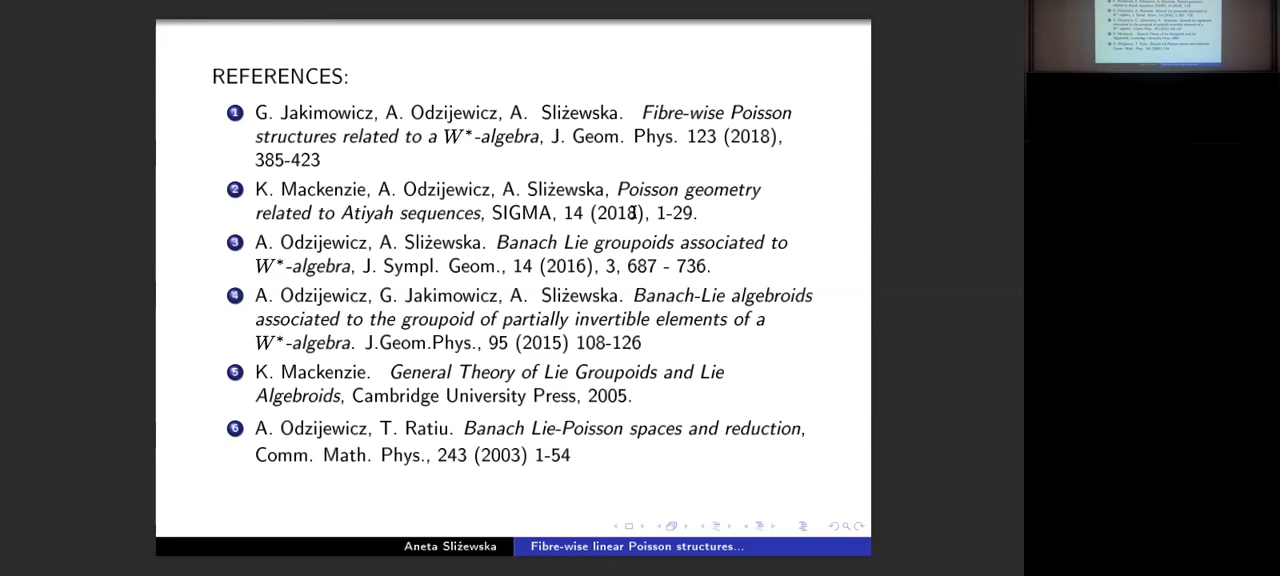 REFERENCES:
1 G. Jakimowicz, A. Odzijewicz, A. Sliżewska. Fibre-wise Poisson
structures related to a W*-algebra, J. Geom. Phys. 123 (2018),
385-423
2 K. Mackenzie, A. Odzijewicz, A. Sliżewska, Poisson geometry
related to Atiyah sequences, SIGMA, 14 (2018), 1-29.
3 A. Odzijewicz, A. Sliżewska. Banach Lie groupoids associated to
W*-algebra, J. Sympl. Geom., 14 (2016), 3, 687 - 736.
4 A. Odzijewicz, G. Jakimowicz, A. Sliżewska. Banach-Lie algebroids
associated to the groupoid of partially invertible elements of a
W*-algebra. J.Geom.Phys., 95 (2015) 108-126
5 K. Mackenzie. General Theory of Lie Groupoids and Lie
Algebroids, Cambridge University Press, 2005.
6 A. Odzijewicz, T. Ratiu. Banach Lie-Poisson spaces and reduction,
Comm. Math. Phys., 243 (2003) 1-54
Aneta Sliżewska Fibre-wise linear Poisson structures...